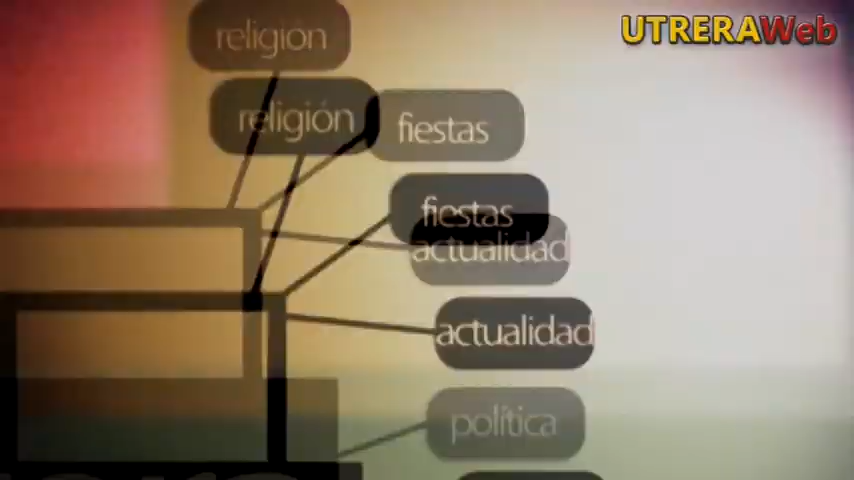 UTRERAWeb
religión
religión
fiestas
fiestas
actualidad
actualidad
política